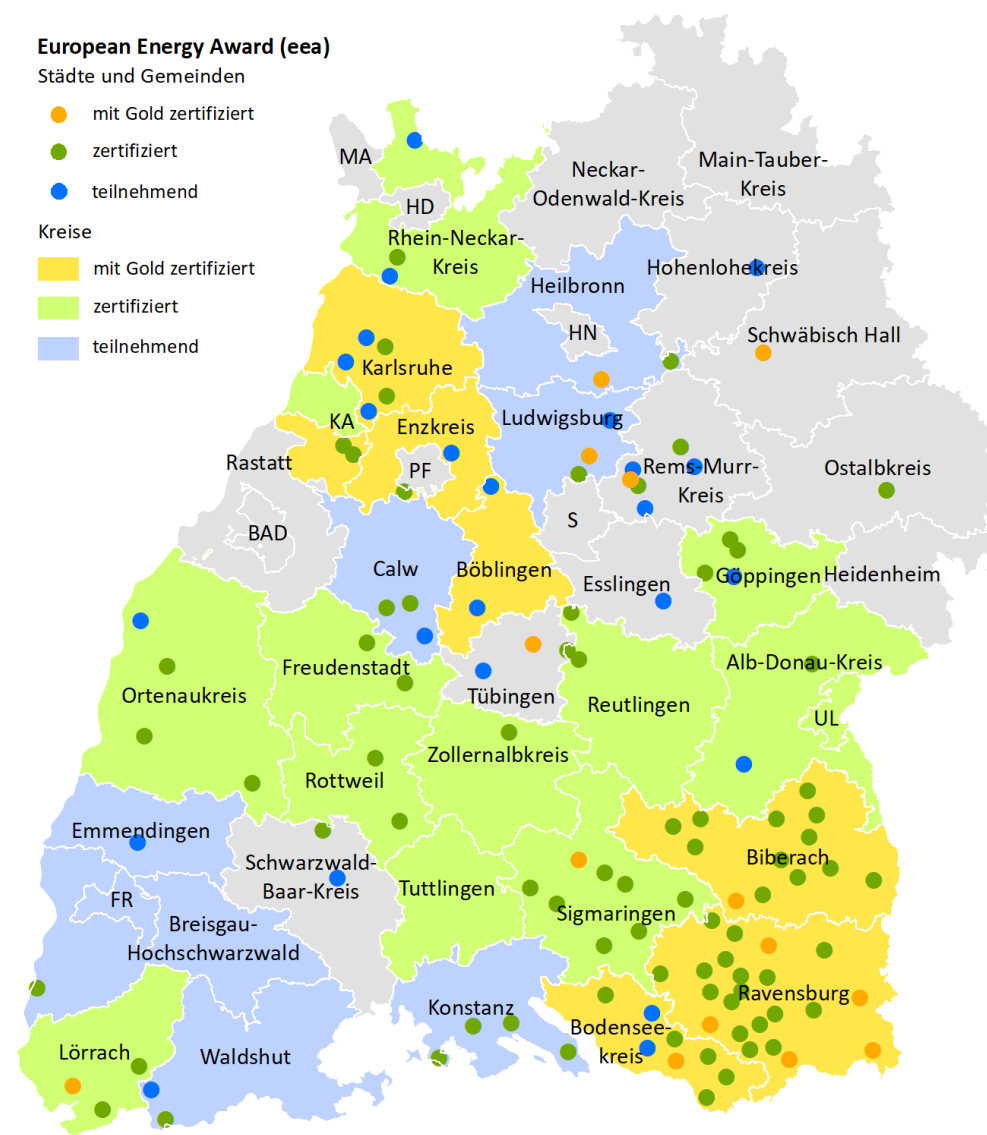 European Energy Award (eea)
Städte und Gemeinden
mit Gold zertifiziert
zertifiziert
teilnehmend
Kreise
mit Gold zertifiziert
zertifiziert
teilnehmend
MA
Neckar-
Odenwald-Kreis
Main-Tauber-
Kreis
HD
Rhein-Neckar-
Kreis
Heilbronn
Hohenlohekreis
HN
Schwäbisch Hall
Karlsruhe
KA
Enzkreis
Ludwigsburg
Rastatt
PF
Rems-Murr-
Kreis
Ostalbkreis
BAD
S
Calw
Böblingen
Esslingen
Göppingen
Heidenheim
Freudenstadt
Ortenaukreis
Tübingen
Reutlingen
Alb-Donau-Kreis
UL
Zollernalbkreis
Rottweil
Emmendingen
Schwarzwald-
Baar-Kreis
Tuttlingen
Biberach
FR
Sigmaringen
Breisgau-
Hochschwarzwald
Konstanz
Ravensburg
Bodensee-
kreis
Lörrach
Waldshut